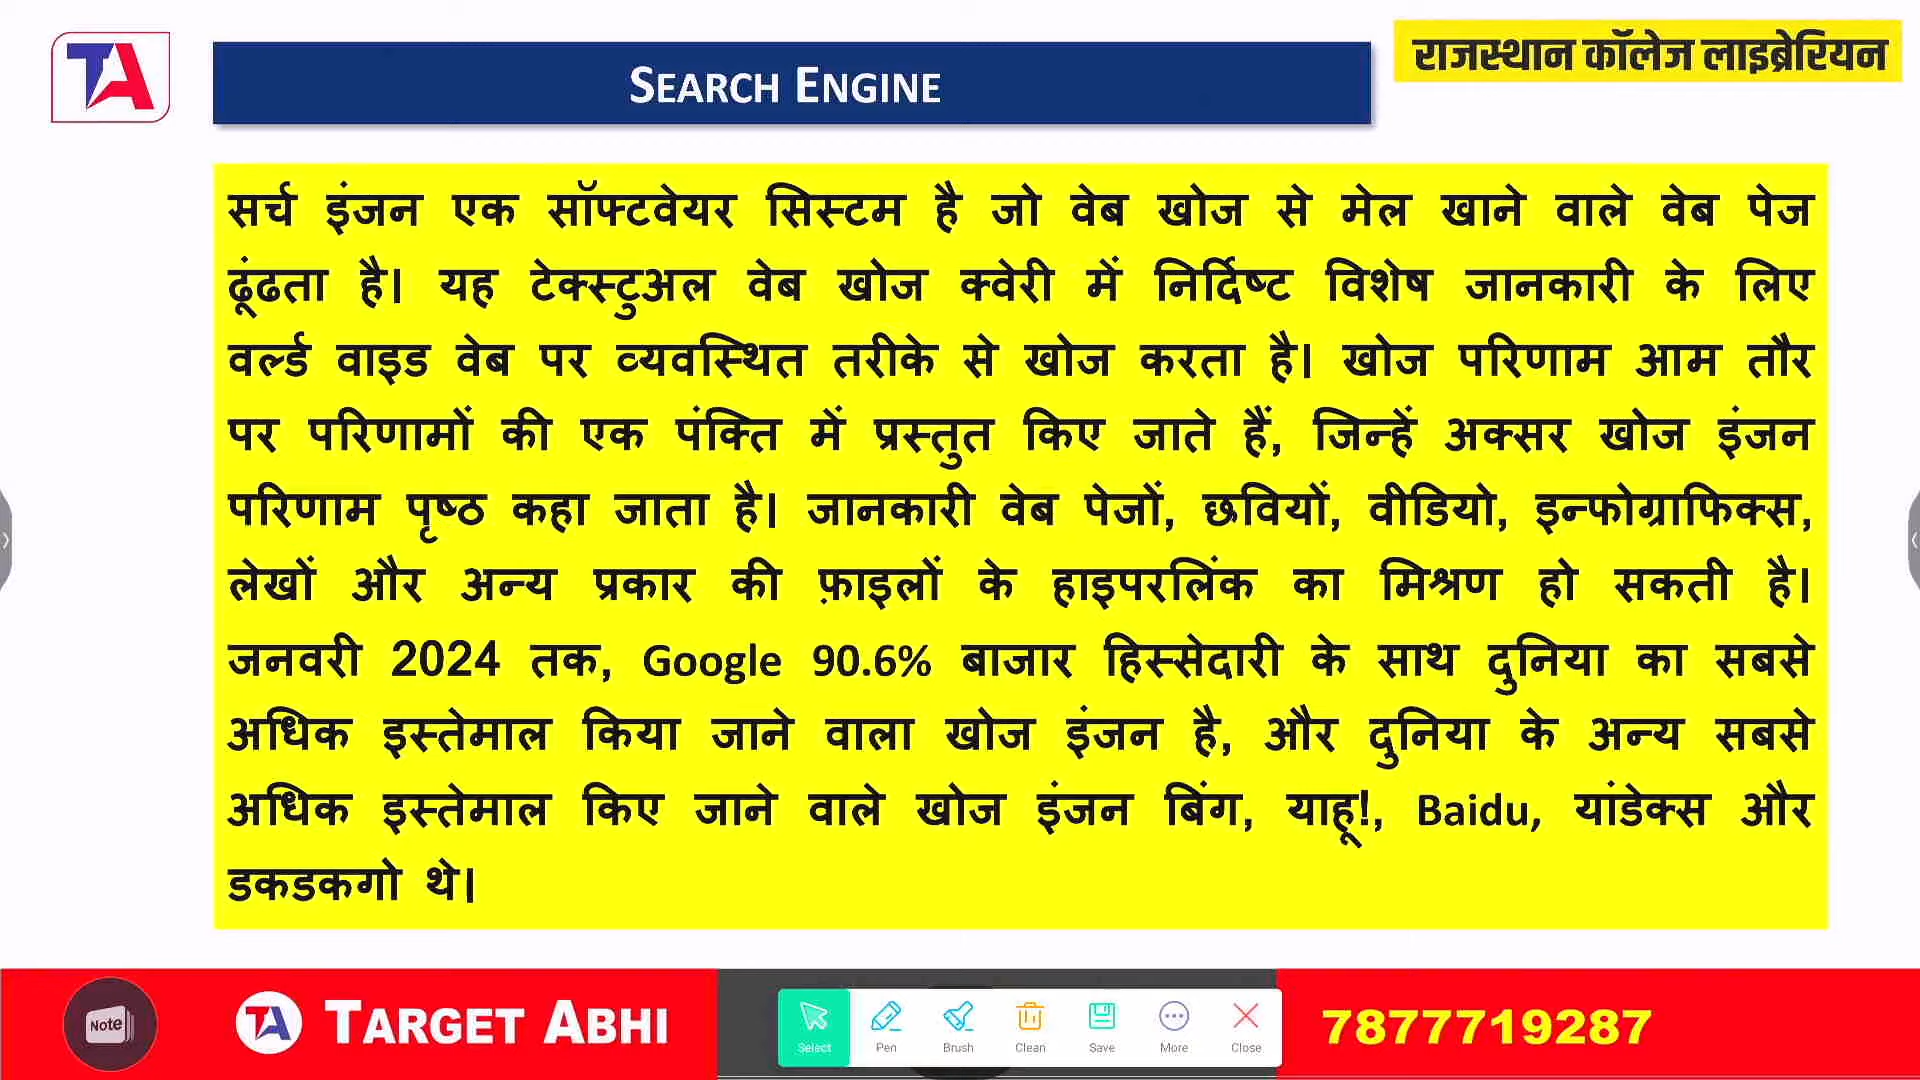 TA
SEARCH ENGINE
राजस्थान कॉलेज लाइब्रेरियन
सर्च इंजन एक सॉफ्टवेयर सिस्टम है जो वेब खोज से मेल खाने वाले वेब पेज
ढूंढता है। यह टेक्स्टुअल वेब खोज क्वेरी में निर्दिष्ट विशेष जानकारी के लिए
वर्ल्ड वाइड वेब पर व्यवस्थित तरीके से खोज करता है। खोज परिणाम आम तौर
पर परिणामों की एक पंक्ति में प्रस्तुत किए जाते हैं, जिन्हें अक्सर खोज इंजन
परिणाम पृष्ठ कहा जाता है। जानकारी वेब पेजों, छवियों, वीडियो, इन्फोग्राफिक्स,
लेखों और अन्य प्रकार की फ़ाइलों के हाइपरलिंक का मिश्रण हो सकती है।
जनवरी 2024 तक, Google 90.6% बाजार हिस्सेदारी के साथ दुनिया का सबसे
अधिक इस्तेमाल किया जाने वाला खोज इंजन है, और दुनिया के अन्य सबसे
अधिक इस्तेमाल किए जाने वाले खोज इंजन बिंग, याहू!, Baidu, यांडेक्स और
डकडकगो थे।
Note
TA TARGET ABHI
Select Pen Brush Clean Save More Close
7877719287